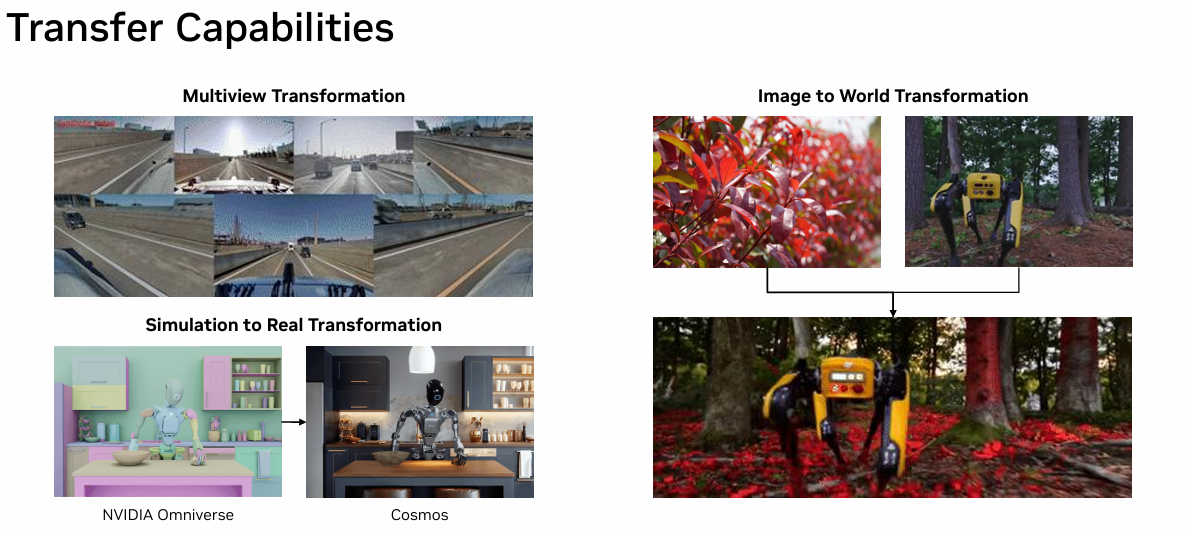 Transfer Capabilities
Multiview Transformation
Simulation to Real Transformation
NVIDIA Omniverse
Cosmos
Image to World Transformation